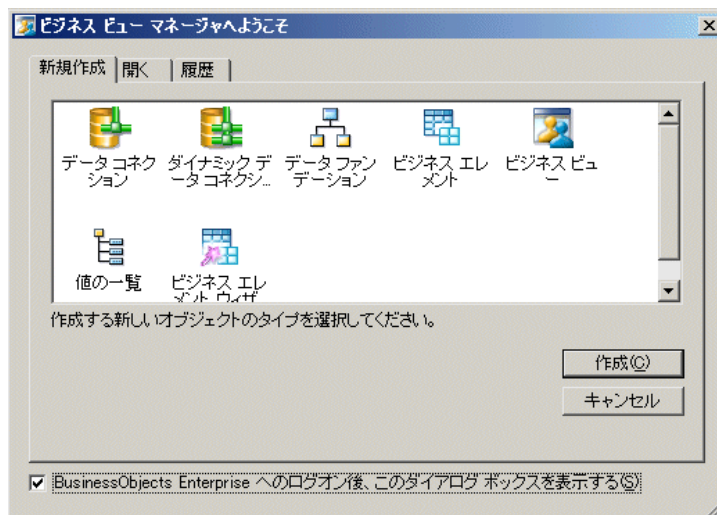 ビジネス ビュー マネージャへようこそ
新規作成
開く
履歴
データ コネク
ション
ダイナミック デ
ータ コネクシ...
データ ファン
デーション
ビジネス エレ
メント
ビジネス ビュ
ー
値の一覧
ビジネス エレ
メント ウィザ
作成する新しいオブジェクトのタイプを選択してください。
作成(C)
キャンセル
BusinessObjects Enterprise へのログオン後、このダイアログ ボックスを表示する(S)